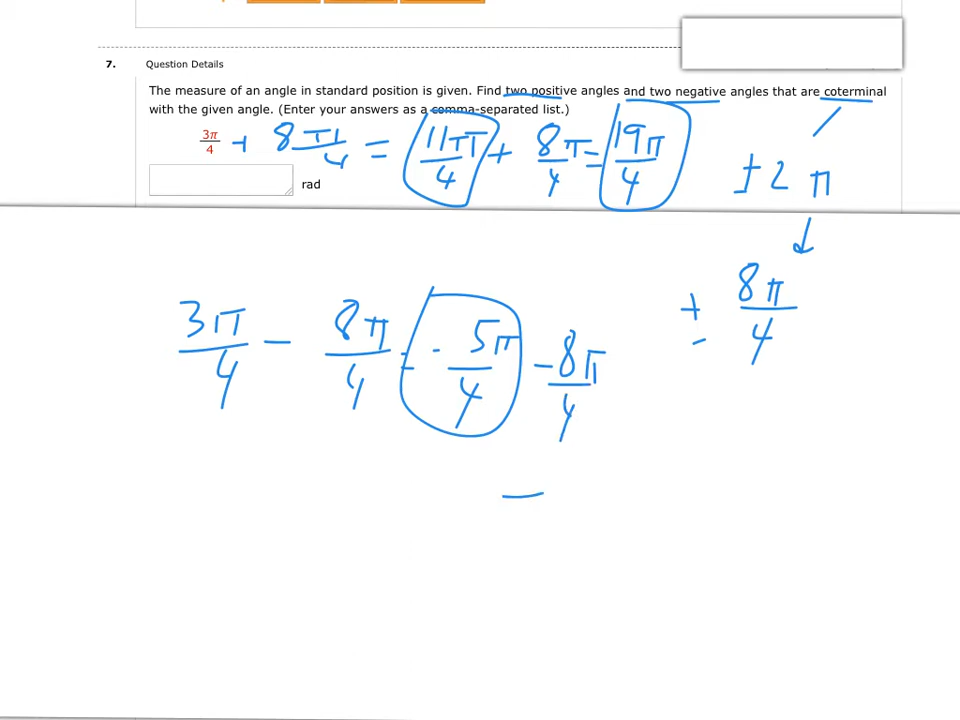 7. Question Details
The measure of an angle in standard position is given. Find two positive angles and two negative angles that are coterminal
with the given angle. (Enter your answers as a comma-separated list.)
3π/4 + 8π/4 = 11π/4 + 8π/4 = 19π/4
±2π
rad
3π/4 - 8π/4 = -5π/4 - 8π/4
± 8π/4
—